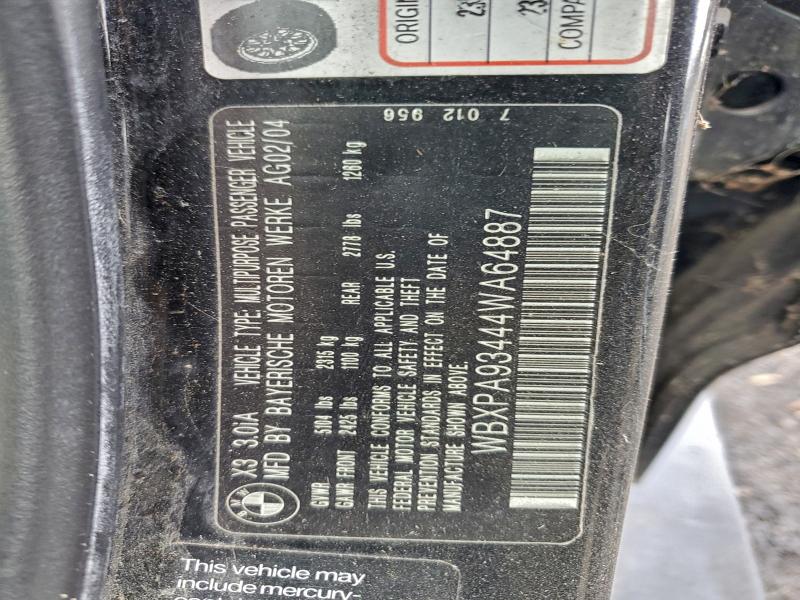 X3 3.0iA VEHICLE TYPE: MULTIPURPOSE PASSENGER VEHICLE
MFD BY BAYERISCHE MOTOREN WERKE AG02/04
GVWR 5104 lbs 2315 kg
GAWR FRONT 2425 lbs 1100 kg REAR 2778 lbs 1260 kg
THIS VEHICLE CONFORMS TO ALL APPLICABLE U.S.
FEDERAL MOTOR VEHICLE SAFETY AND THEFT
PREVENTION STANDARDS IN EFFECT ON THE DATE OF
MANUFACTURE SHOWN ABOVE.
WBXPA93444WA64887
7 012 956
ORIGIN
COMPA
This vehicle may
include mercury-